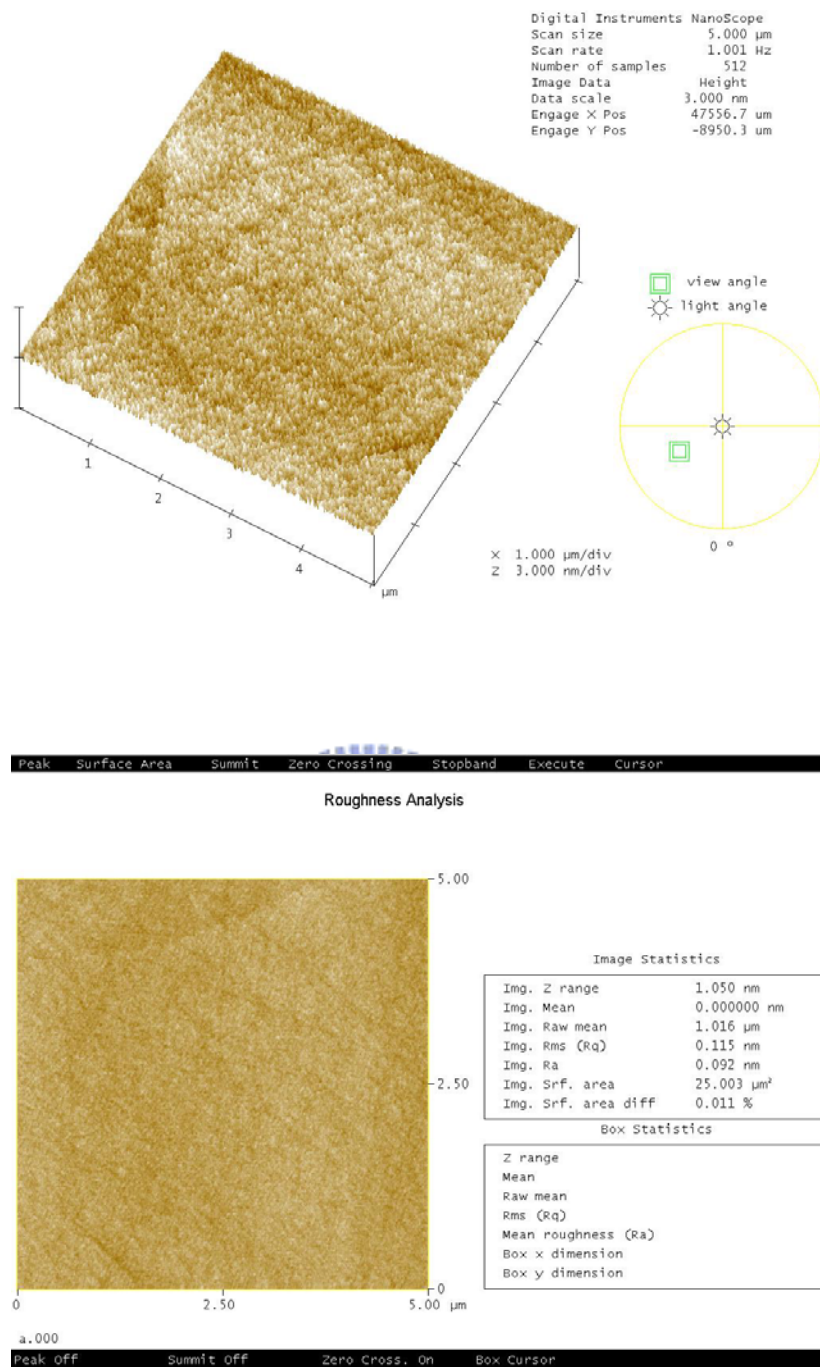 Digital Instruments NanoScope
Scan size 5.000 µm
Scan rate 1.001 Hz
Number of samples 512
Image Data Height
Data scale 3.000 nm
Engage X Pos 47556.7 um
Engage Y Pos -8950.3 um
view angle
light angle
0 °
1
2
3
4
µm
X 1.000 µm/div
Z 3.000 nm/div
Peak Surface Area Summit Zero Crossing Stopband Execute Cursor
Roughness Analysis
5.00
2.50
0
0 2.50 5.00 µm
Image Statistics
Img. Z range 1.050 nm
Img. Mean 0.000000 nm
Img. Raw mean 1.016 µm
Img. Rms (Rq) 0.115 nm
Img. Ra 0.092 nm
Img. Srf. area 25.003 µm²
Img. Srf. area diff 0.011 %
Box Statistics
Z range
Mean
Raw mean
Rms (Rq)
Mean roughness (Ra)
Box x dimension
Box y dimension
a.000
Peak Off Summit Off Zero Cross. On Box Cursor